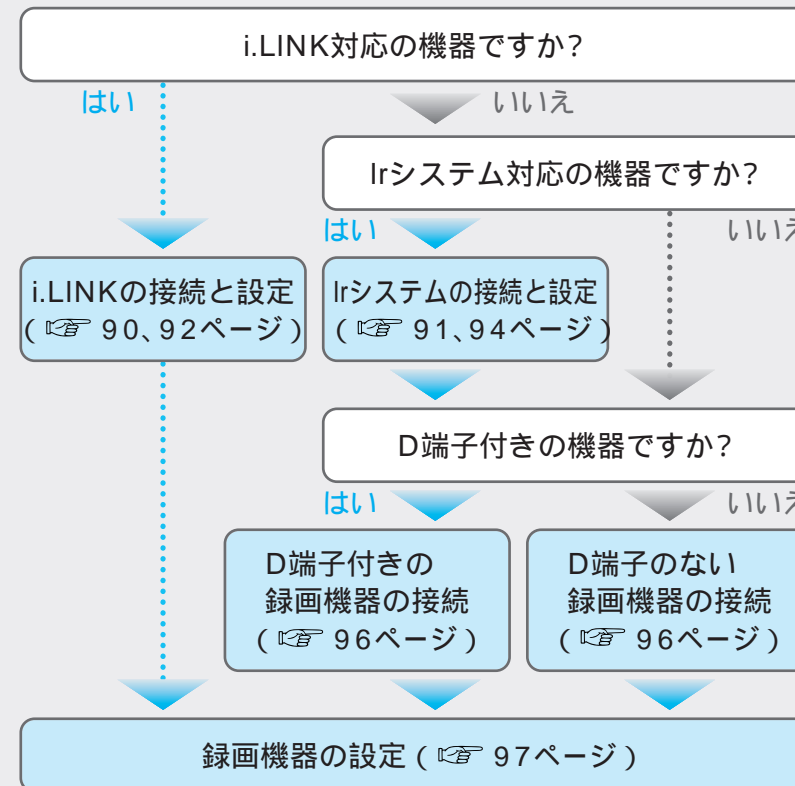 i.LINK対応の機器ですか?
はい
いいえ
Irシステム対応の機器ですか?
はい
いいえ
i.LINKの接続と設定
(☞ 90、92ページ)
Irシステムの接続と設定
(☞ 91、94ページ)
D端子付きの機器ですか?
はい
いいえ
D端子付きの
録画機器の接続
(☞ 96ページ)
D端子のない
録画機器の接続
(☞ 96ページ)
録画機器の設定(☞ 97ページ)